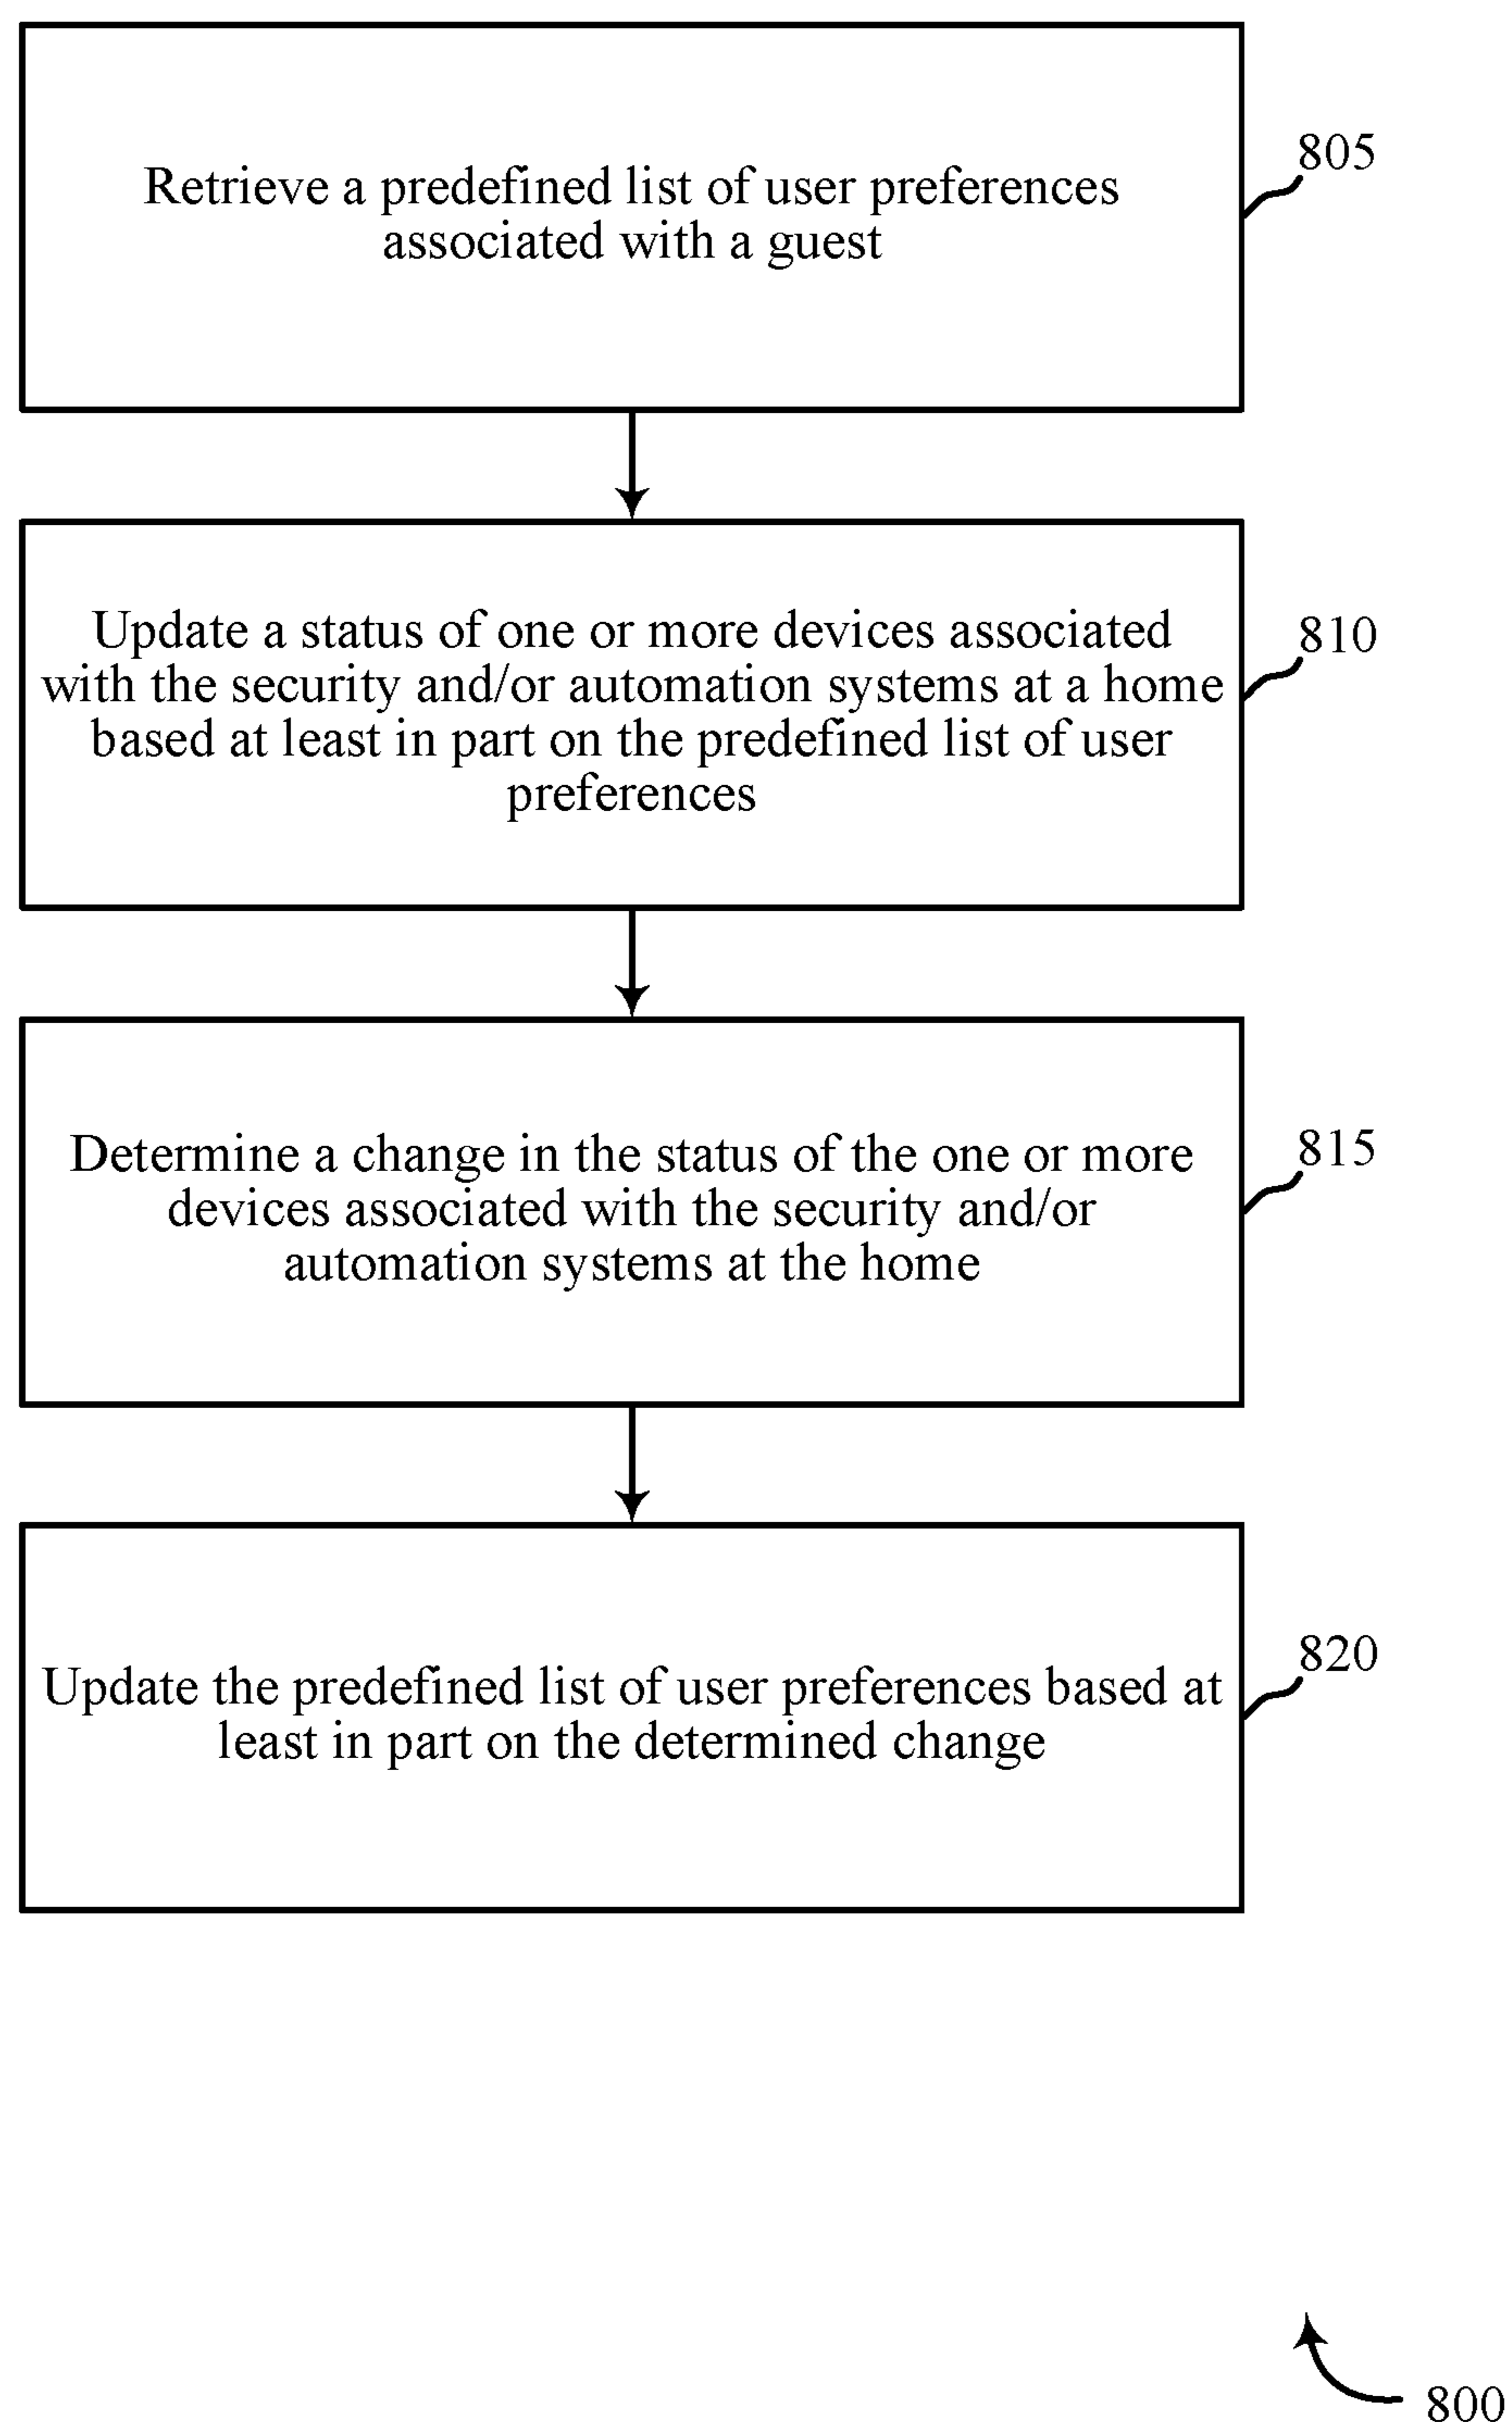 805
Retrieve a predefined list of user preferences
associated with a guest
810
Update a status of one or more devices associated
with the security and/or automation systems at a home
based at least in part on the predefined list of user
preferences
815
Determine a change in the status of the one or more
devices associated with the security and/or
automation systems at the home
820
Update the predefined list of user preferences based at
least in part on the determined change
800